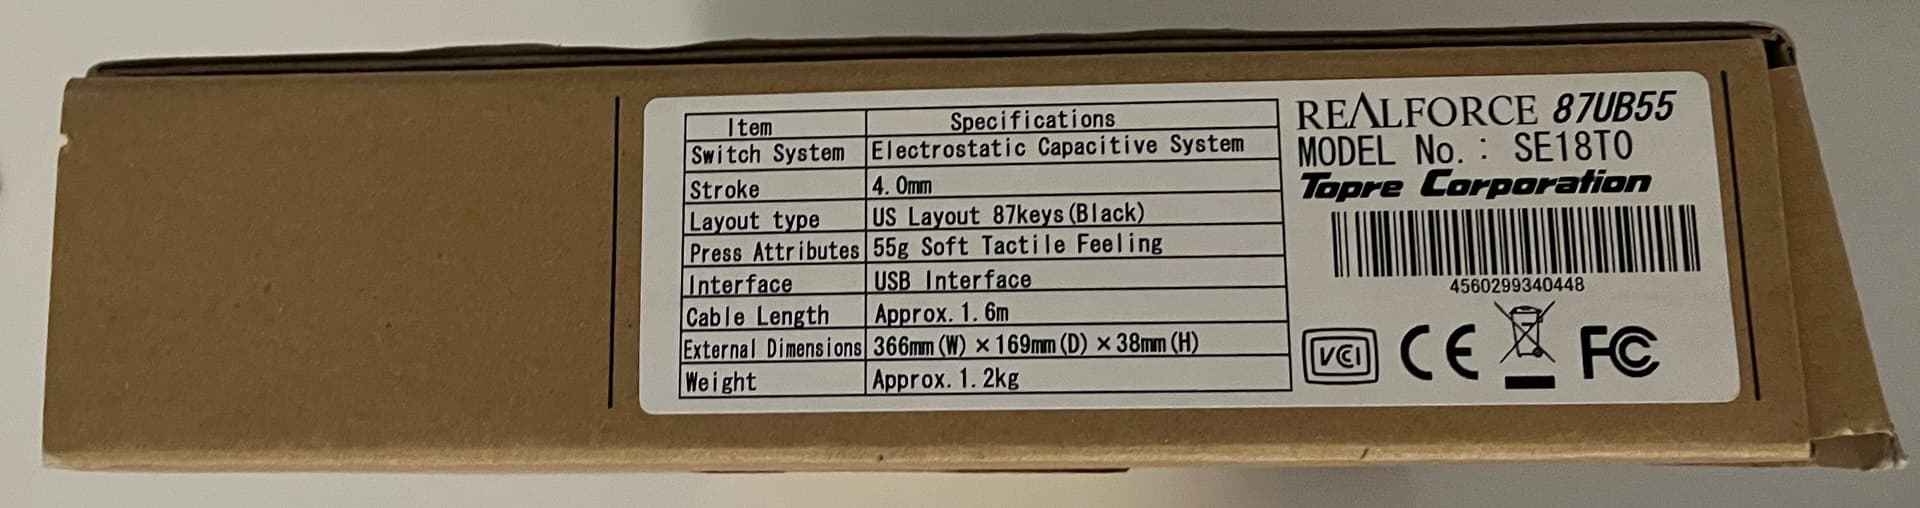 Item Specifications
Switch System Electrostatic Capacitive System
Stroke 4.0mm
Layout type US Layout 87keys(Black)
Press Attributes 55g Soft Tactile Feeling
Interface USB Interface
Cable Length Approx.1.6m
External Dimensions 366mm(W)×169mm(D)×38mm(H)
Weight Approx.1.2kg
REALFORCE 87UB55
MODEL No.: SE18T0
Topre Corporation
4560299340448
VCI CE FC